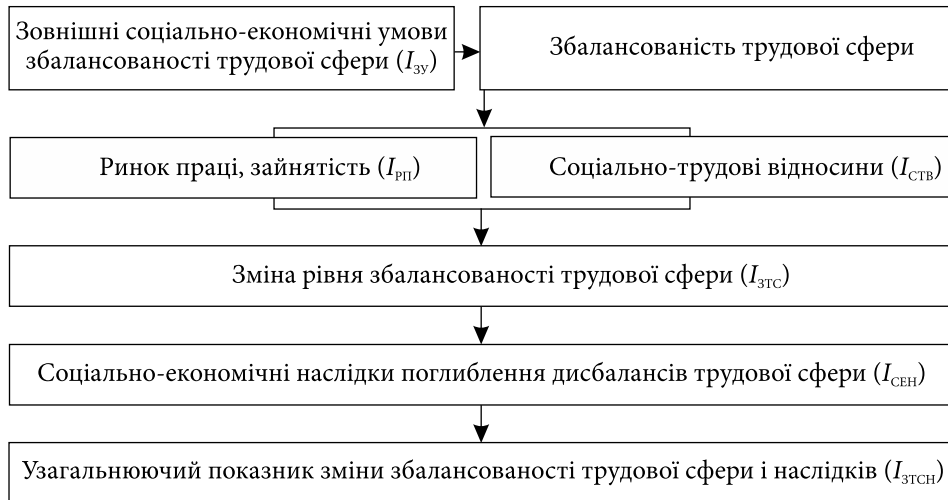 Зовнішні соціально-економічні умови
збалансованості трудової сфери (IЗУ)
Збалансованість трудової сфери
Ринок праці, зайнятість (IРП)
Соціально-трудові відносини (IСТВ)
Зміна рівня збалансованості трудової сфери (IЗТС)
Соціально-економічні наслідки поглиблення дисбалансів трудової сфери (IСЕН)
Узагальнюючий показник зміни збалансованості трудової сфери і наслідків (IЗТСН)